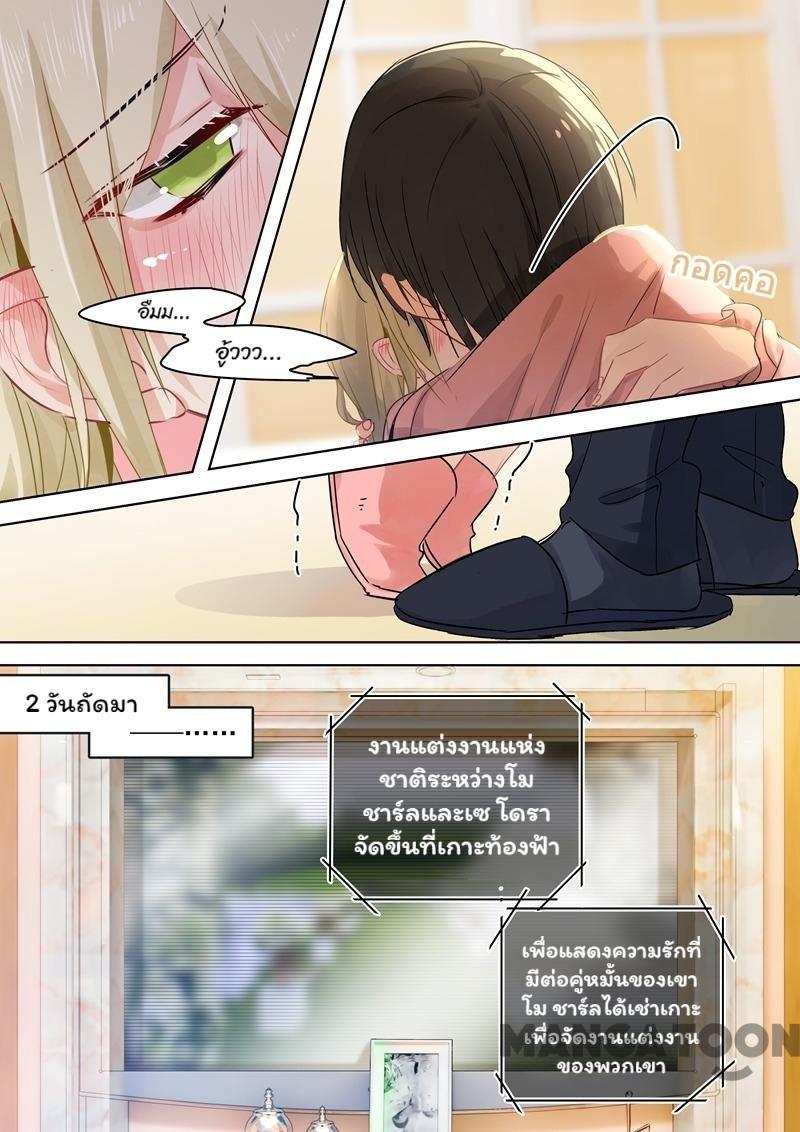 กอดคอ
อืมม...
อู้ววว...
2 วันถัดมา
......
งานแต่งงานแห่ง
ชาติระหว่างโม
ชาร์ลและเซ โดรา
จัดขึ้นที่เกาะท้องฟ้า
เพื่อแสดงความรักที่
มีต่อคู่หมั้นของเขา
โม ชาร์ลได้เช่าเกาะ
เพื่อจัดงานแต่งงาน
ของพวกเขา
MANGATOON